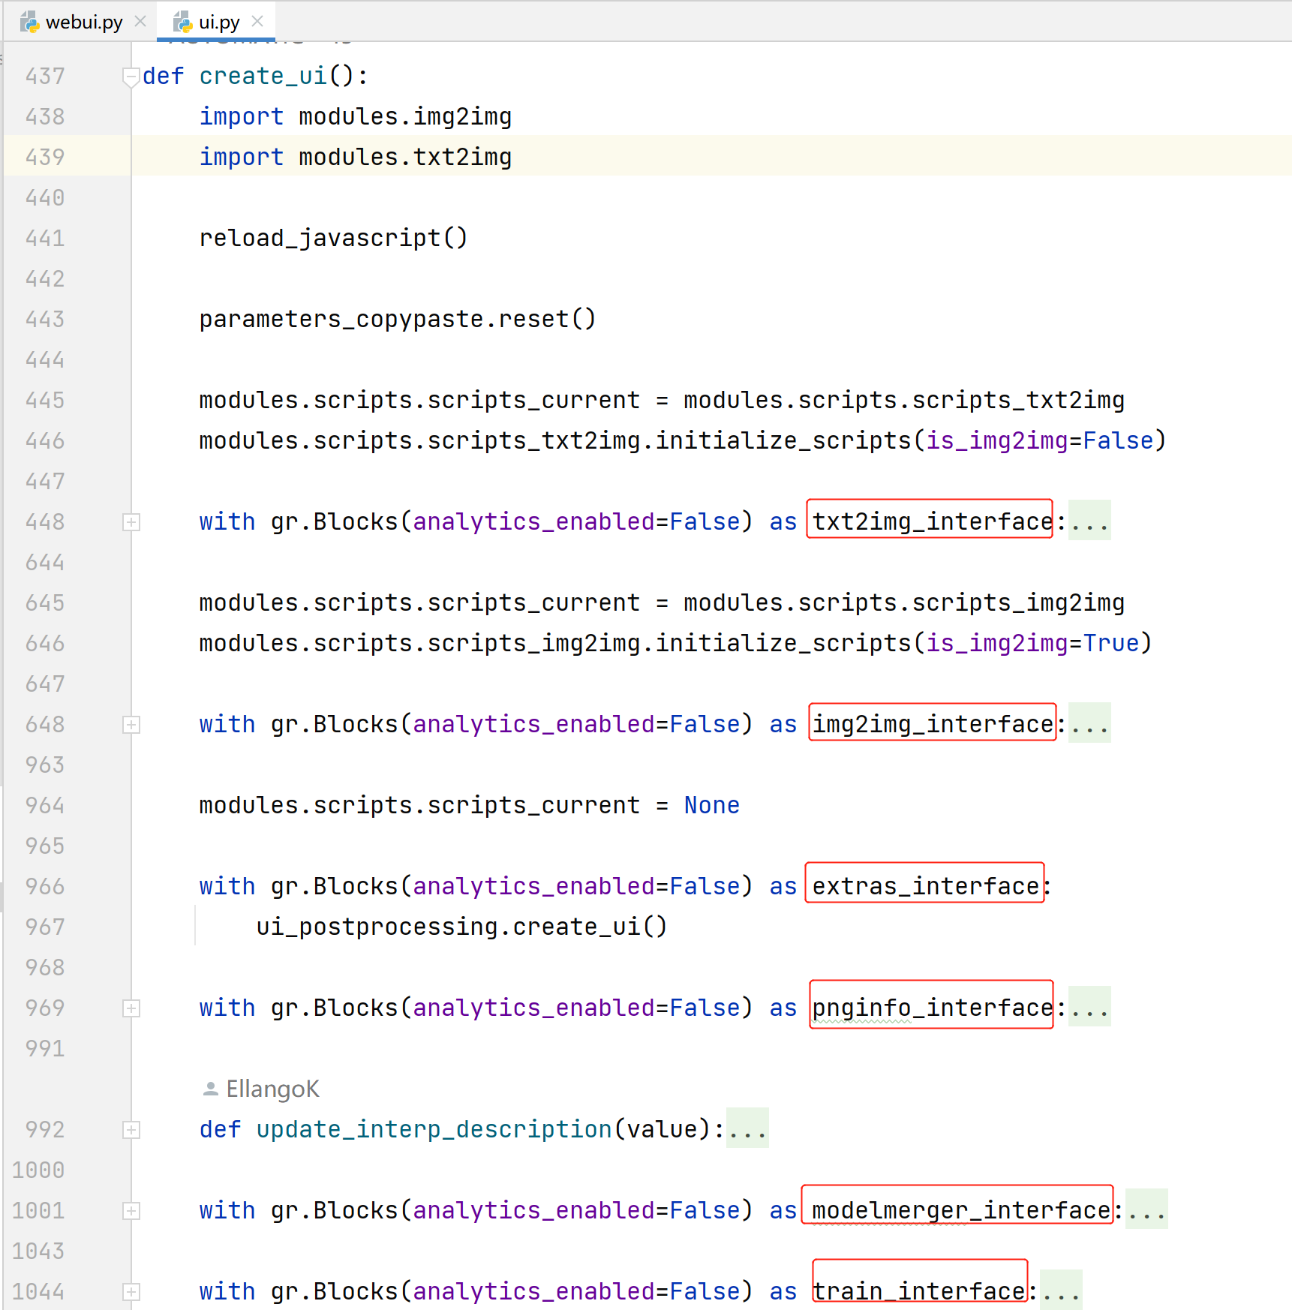 webui.py ui.py
437 def create_ui():
438 import modules.img2img
439 import modules.txt2img
440
441 reload_javascript()
442
443 parameters_copypaste.reset()
444
445 modules.scripts.scripts_current = modules.scripts.scripts_txt2img
446 modules.scripts.scripts_txt2img.initialize_scripts(is_img2img=False)
447
448 with gr.Blocks(analytics_enabled=False) as txt2img_interface:...
644
645 modules.scripts.scripts_current = modules.scripts.scripts_img2img
646 modules.scripts.scripts_img2img.initialize_scripts(is_img2img=True)
647
648 with gr.Blocks(analytics_enabled=False) as img2img_interface:...
963
964 modules.scripts.scripts_current = None
965
966 with gr.Blocks(analytics_enabled=False) as extras_interface:
967 ui_postprocessing.create_ui()
968
969 with gr.Blocks(analytics_enabled=False) as pnginfo_interface:...
991
EllangoK
992 def update_interp_description(value):...
1000
1001 with gr.Blocks(analytics_enabled=False) as modelmerger_interface:...
1043
1044 with gr.Blocks(analytics_enabled=False) as train_interface:...